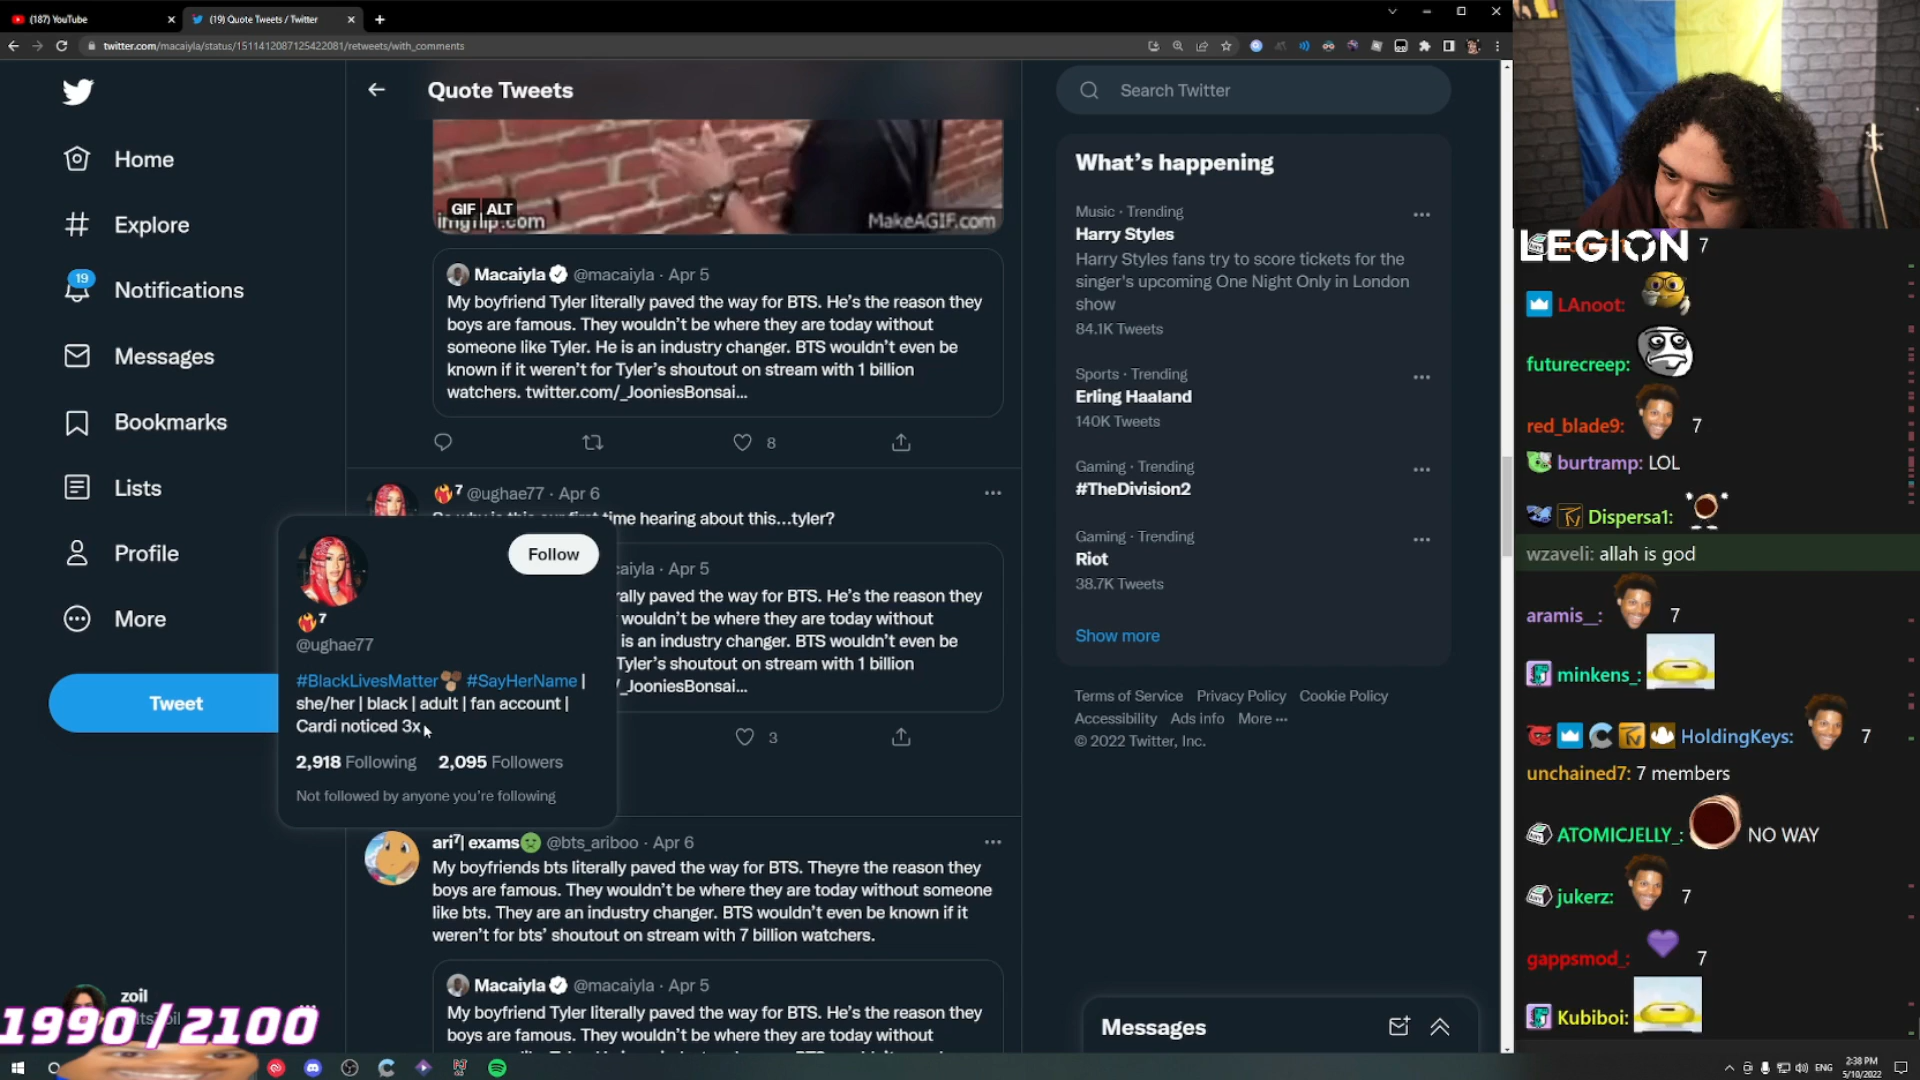 (187) YouTube
(19) Quote Tweets / Twitter
twitter.com/macaiyla/status/1511412087125422081/retweets/with_comments
Home
Explore
19
Notifications
Messages
Bookmarks
Lists
Profile
More
Tweet
zoil
1990/2100
Quote Tweets
GIF ALT
imgflip.com
MakeAGIF.com
Macaiyla @macaiyla · Apr 5
My boyfriend Tyler literally paved the way for BTS. He's the reason they
boys are famous. They wouldn't be where they are today without
someone like Tyler. He is an industry changer. BTS wouldn't even be
known if it weren't for Tyler's shoutout on stream with 1 billion
watchers. twitter.com/_JooniesBonsai...
8
7 @ughae77 · Apr 6
time hearing about this...tyler?
caiyla · Apr 5
rally paved the way for BTS. He's the reason they
wouldn't be where they are today without
is an industry changer. BTS wouldn't even be
Tyler's shoutout on stream with 1 billion
_JooniesBonsai...
3
Follow
7
@ughae77
#BlackLivesMatter #SayHerName |
she/her | black | adult | fan account |
Cardi noticed 3x
2,918 Following 2,095 Followers
Not followed by anyone you're following
ari⁷| exams @bts_ariboo · Apr 6
My boyfriends bts literally paved the way for BTS. Theyre the reason they
boys are famous. They wouldn't be where they are today without someone
like bts. They are an industry changer. BTS wouldn't even be known if it
weren't for bts' shoutout on stream with 7 billion watchers.
Macaiyla @macaiyla · Apr 5
My boyfriend Tyler literally paved the way for BTS. He's the reason they
boys are famous. They wouldn't be where they are today without
Search Twitter
What's happening
Music · Trending
Harry Styles
Harry Styles fans try to score tickets for the
singer's upcoming One Night Only in London
show
84.1K Tweets
Sports · Trending
Erling Haaland
140K Tweets
Gaming · Trending
#TheDivision2
Gaming · Trending
Riot
38.7K Tweets
Show more
Terms of Service Privacy Policy Cookie Policy
Accessibility Ads info More ···
© 2022 Twitter, Inc.
Messages
LEGION
7
LAnoot:
futurecreep:
red_blade9: 7
burtramp: LOL
Dispersa1:
wzaveli: allah is god
aramis__: 7
minkens_:
HoldingKeys: 7
unchained7: 7 members
ATOMICJELLY_: NO WAY
jukerz: 7
gappsmod_: 7
Kubiboi:
ENG
2:38 PM
5/10/2022